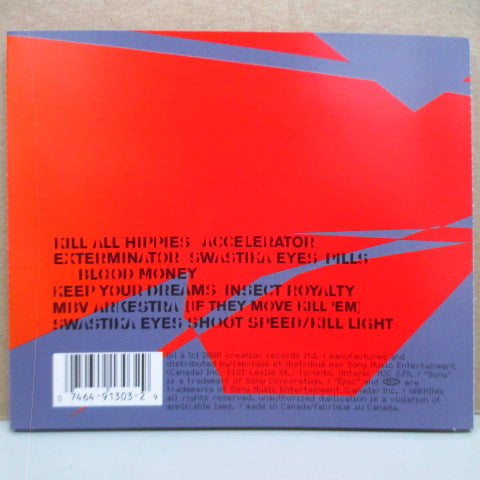 KILL ALL HIPPIES ACCELERATOR
EXTERMINATOR SWASTIKA EYES PILLS
BLOOD MONEY
KEEP YOUR DREAMS INSECT ROYALTY
MBV ARKESTRA [IF THEY MOVE KILL 'EM]
SWASTIKA EYES SHOOT SPEED/KILL LIGHT
(p) & (c) 2000 creation records ltd. / manufactured and
distributed by/fabriqué et distribué par Sony Music Entertainment
(Canada) Inc., 1121 Leslie St., Toronto, Ontario M3C 2J9. / "Sony"
is a trademark of Sony Corporation. / "Epic" and are
trademarks of Sony Music Entertainment (Canada) Inc. / WARNING:
all rights reserved. unauthorized duplication is a violation of
applicable laws. / made in Canada/fabriqué au Canada.
0 7464-91303-2 9